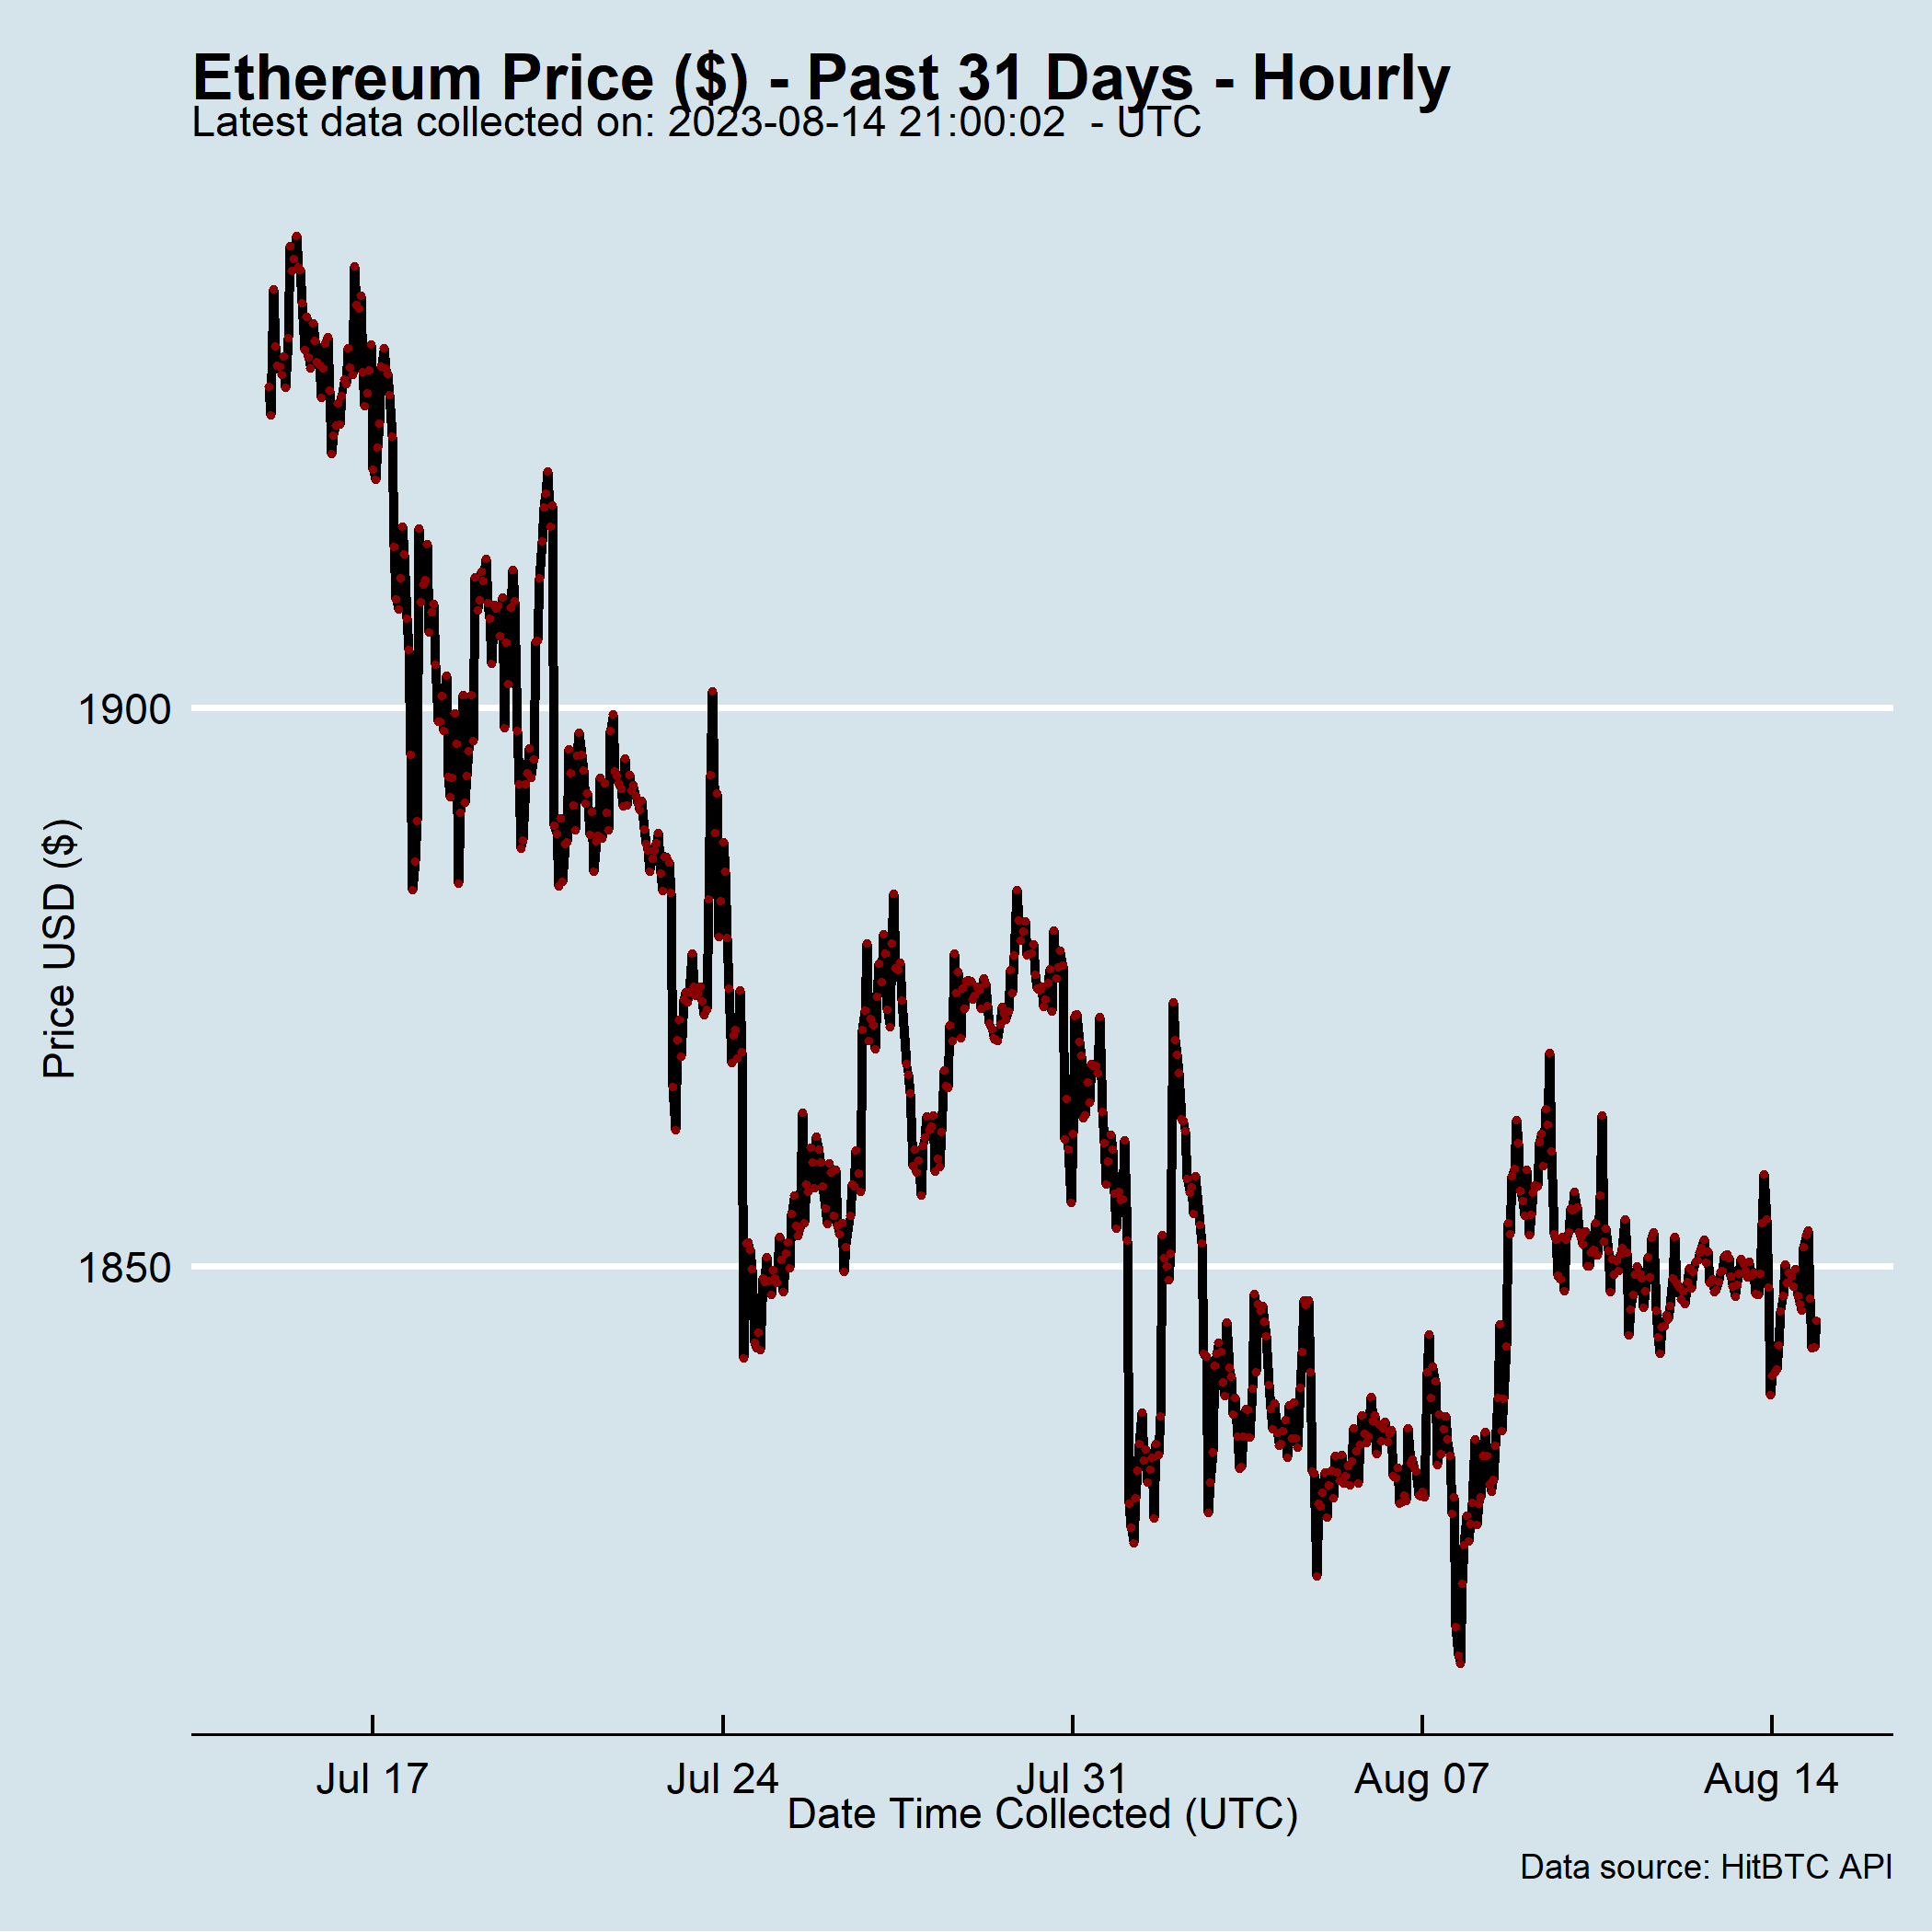 Ethereum Price ($) - Past 31 Days - Hourly
Latest data collected on: 2023-08-14 21:00:02  - UTC
Price USD ($)
1900
1850
Jul 17
Jul 24
Jul 31
Aug 07
Aug 14
Date Time Collected (UTC)
Data source: HitBTC API